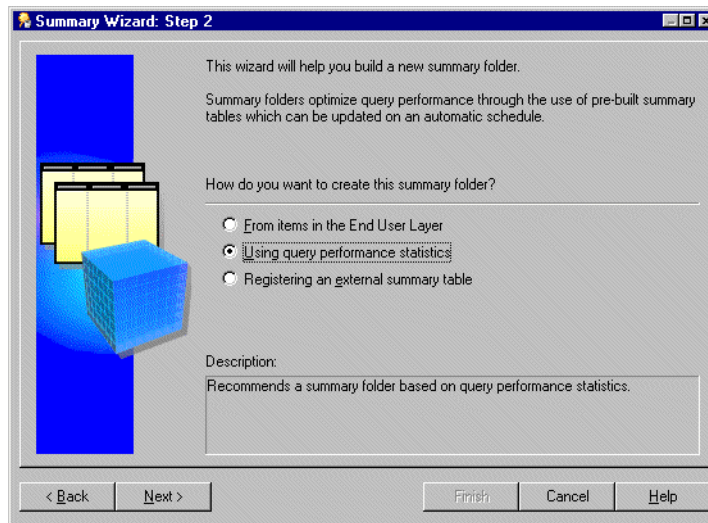 Summary Wizard: Step 2
This wizard will help you build a new summary folder.
Summary folders optimize query performance through the use of pre-built summary
tables which can be updated on an automatic schedule.
How do you want to create this summary folder?
From items in the End User Layer
Using query performance statistics
Registering an external summary table
Description:
Recommends a summary folder based on query performance statistics.
< Back
Next >
Finish
Cancel
Help